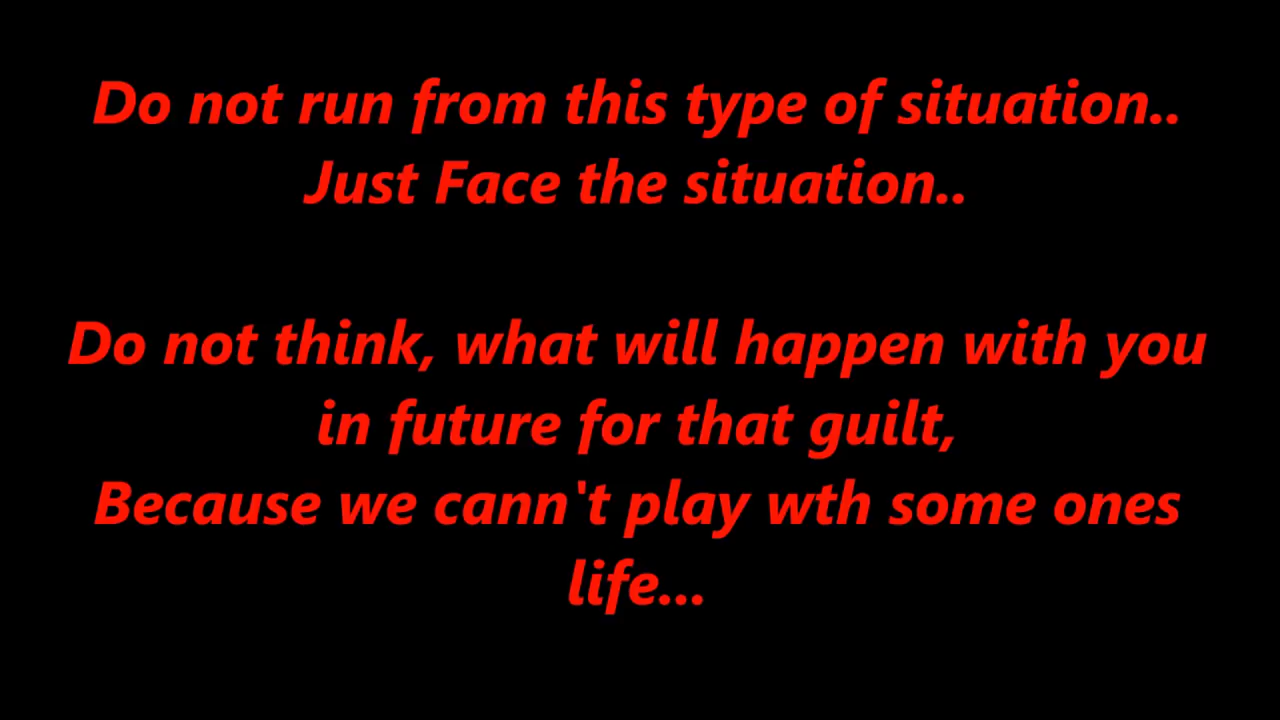 Do not run from this type of situation..
Just Face the situation..
Do not think, what will happen with you
in future for that guilt,
Because we cann't play wth some ones
life...